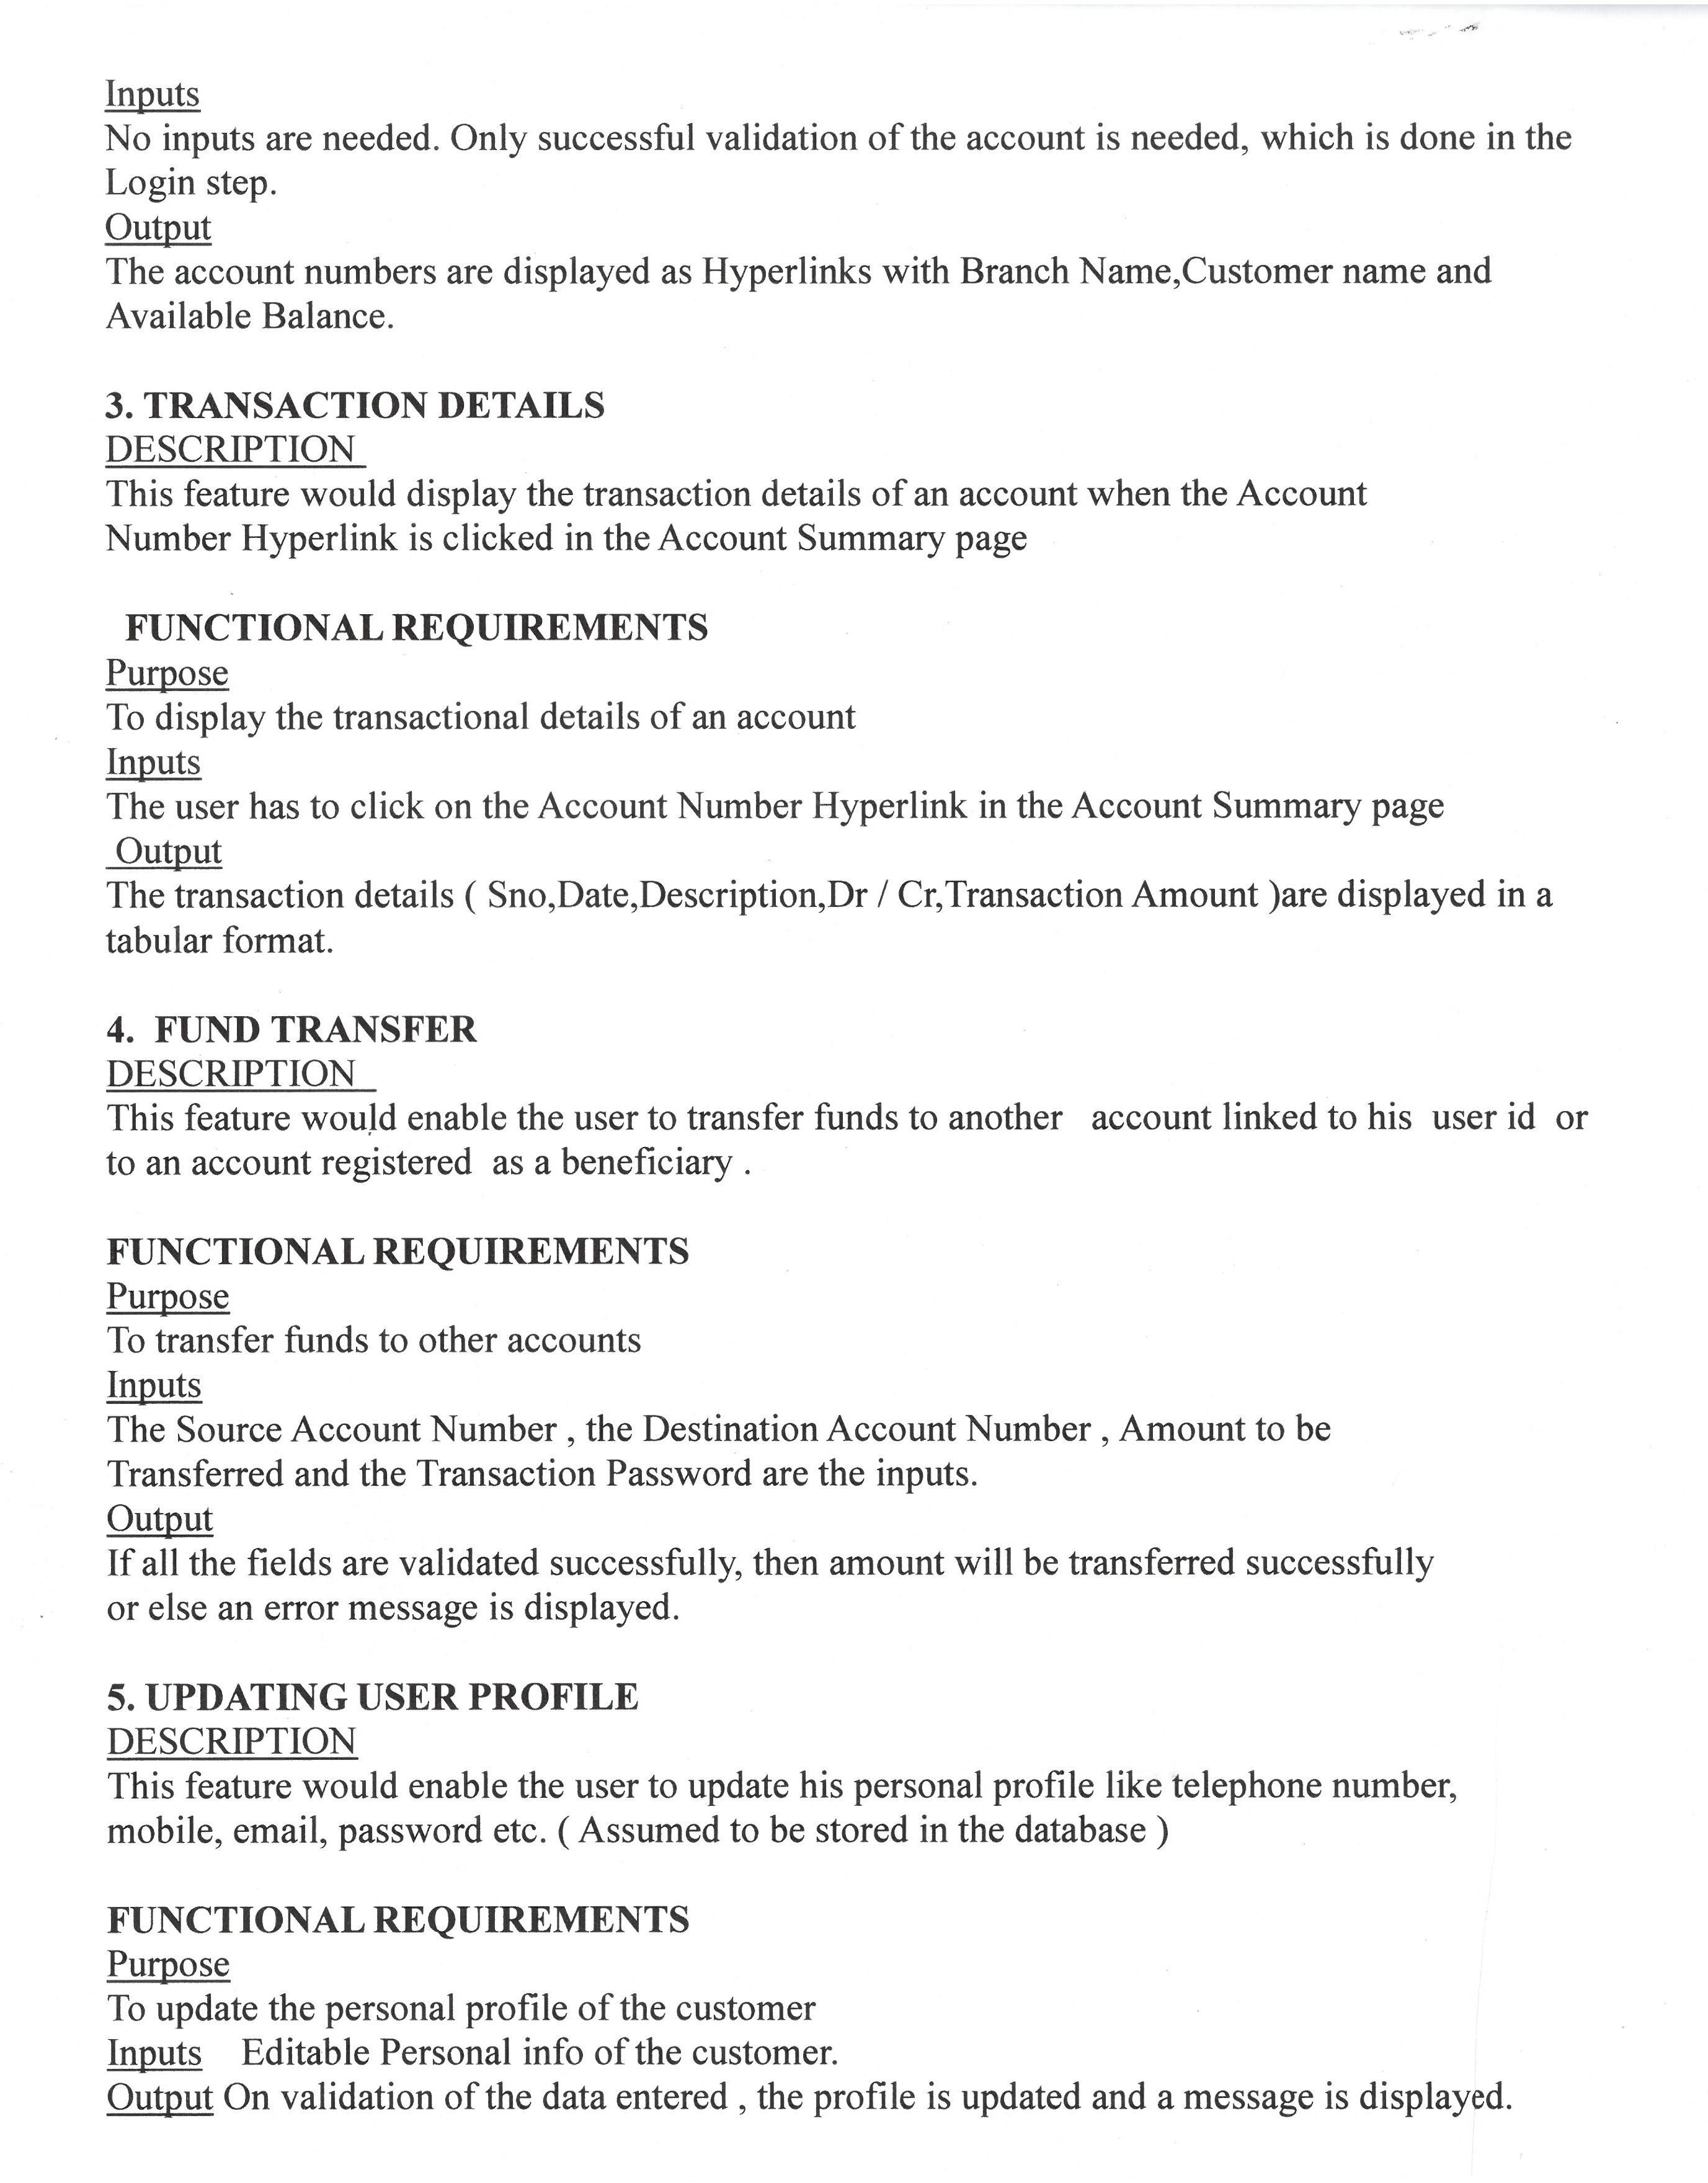 Inputs
No inputs are needed. Only successful validation of the account is needed, which is done in the
Login step.
Output
The account numbers are displayed as Hyperlinks with Branch Name,Customer name and
Available Balance.
3. TRANSACTION DETAILS
DESCRIPTION
This feature would display the transaction details of an account when the Account
Number Hyperlink is clicked in the Account Summary page
FUNCTIONAL REQUIREMENTS
Purpose
To display the transactional details of an account
Inputs
The user has to click on the Account Number Hyperlink in the Account Summary page
Output
The transaction details ( Sno,Date,Description,Dr / Cr,Transaction Amount )are displayed in a
tabular format.
4. FUND TRANSFER
DESCRIPTION
This feature would enable the user to transfer funds to another account linked to his user id or
to an account registered as a beneficiary .
FUNCTIONAL REQUIREMENTS
Purpose
To transfer funds to other accounts
Inputs
The Source Account Number , the Destination Account Number , Amount to be
Transferred and the Transaction Password are the inputs.
Output
If all the fields are validated successfully, then amount will be transferred successfully
or else an error message is displayed.
5. UPDATING USER PROFILE
DESCRIPTION
This feature would enable the user to update his personal profile like telephone number,
mobile, email, password etc. ( Assumed to be stored in the database )
FUNCTIONAL REQUIREMENTS
Purpose
To update the personal profile of the customer
Inputs Editable Personal info of the customer.
Output On validation of the data entered , the profile is updated and a message is displayed.